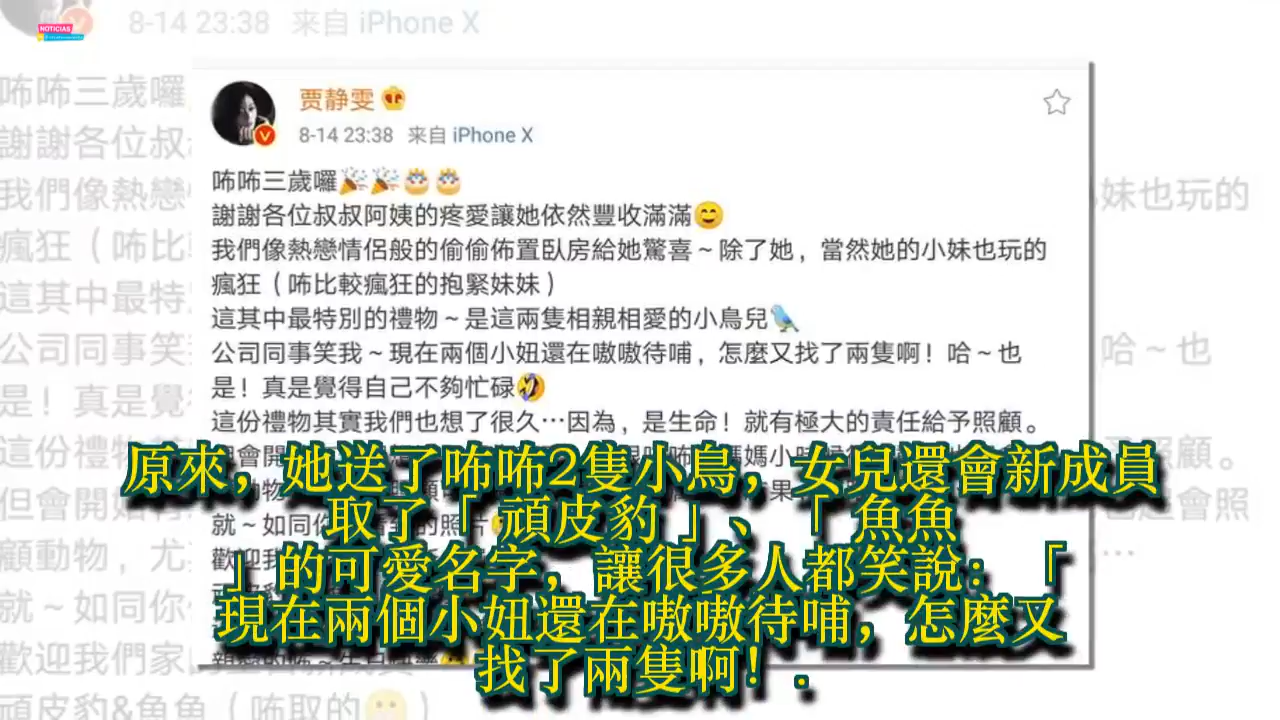 NOTICIAS
8-14 23:38 来自 iPhone X
贾静雯
8-14 23:38 来自 iPhone X
咘咘三歲囉🎉🎉🎂🎂
謝謝各位叔叔阿姨的疼愛讓她依然豐收滿滿😊
我們像熱戀情侶般的偷偷佈置臥房給她驚喜～除了她，當然她的小妹也玩的
瘋狂（咘比較瘋狂的抱緊妹妹）
這其中最特別的禮物～是這兩隻相親相愛的小鳥兒
公司同事笑我～現在兩個小妞還在嗷嗷待哺，怎麼又找了兩隻啊！哈～也
是！真是覺得自己不夠忙碌🤣
這份禮物其實我們也想了很久…因為，是生命！就有極大的責任給予照顧。
原來，她送了咘咘2隻小鳥，女兒還會新成員
取了「 頑皮豹 」、「 魚魚
」的可愛名字，讓很多人都笑說：「
現在兩個小妞還在嗷嗷待哺，怎麼又
找了兩隻啊！.
頑皮豹&魚魚（咘取的